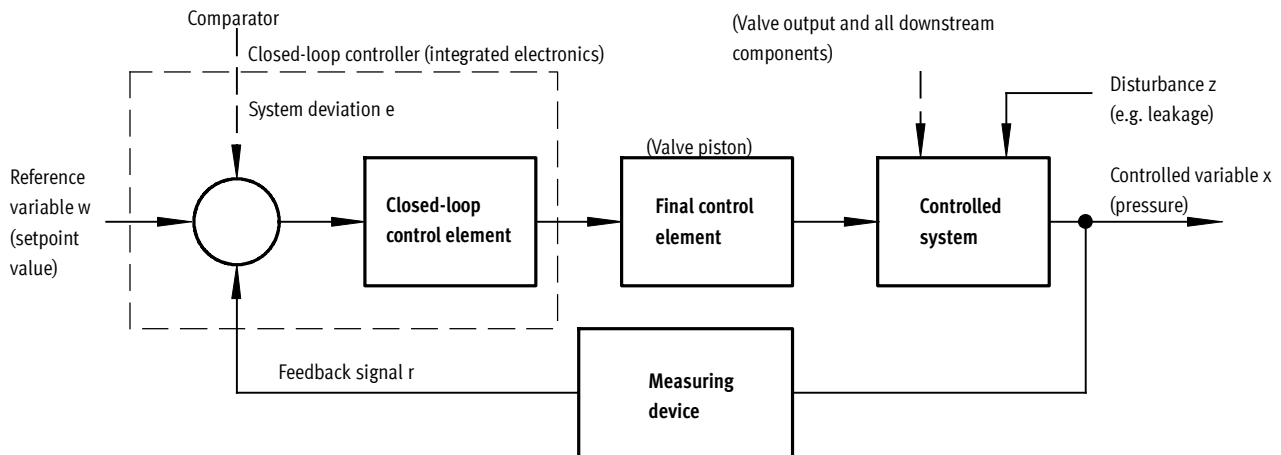 Comparator
Closed-loop controller (integrated electronics)
(Valve output and all downstream
components)
System deviation e
Disturbance z
(e.g. leakage)
Reference
variable w
(setpoint
value)
Closed-loop
control element
(Valve piston)
Final control
element
Controlled
system
Controlled variable x
(pressure)
Feedback signal r
Measuring
device